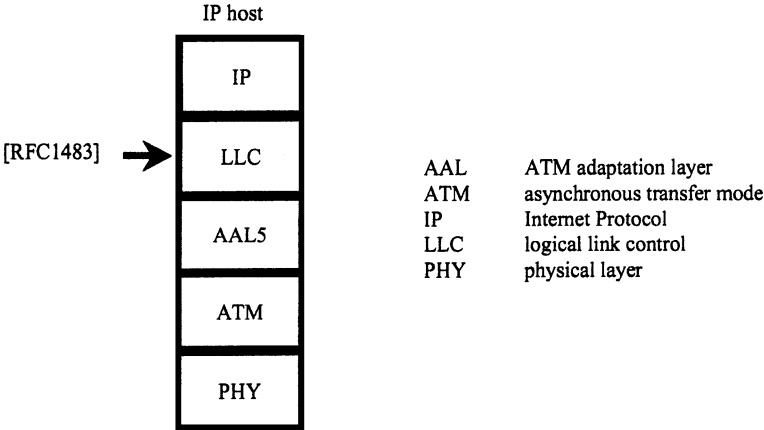 IP host
IP
[RFC1483]
LLC
AAL5
ATM
PHY
AAL ATM adaptation layer
ATM asynchronous transfer mode
IP Internet Protocol
LLC logical link control
PHY physical layer